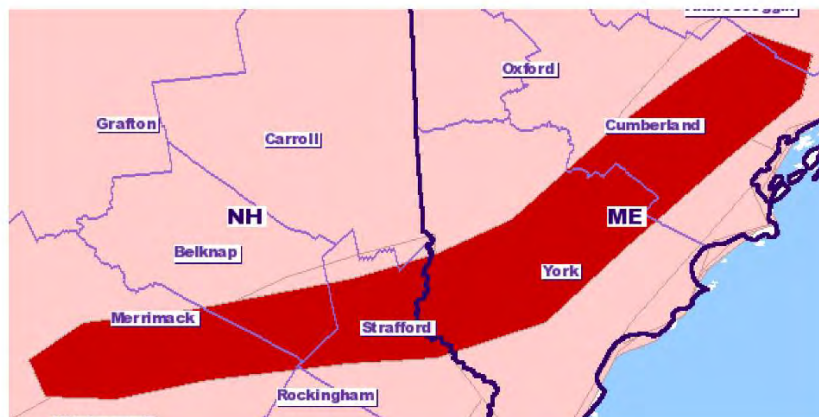 Oxford
Grafton
Cumberland
Carroll
NH
ME
Belknap
York
Merrimack
Strafford
Rockingham